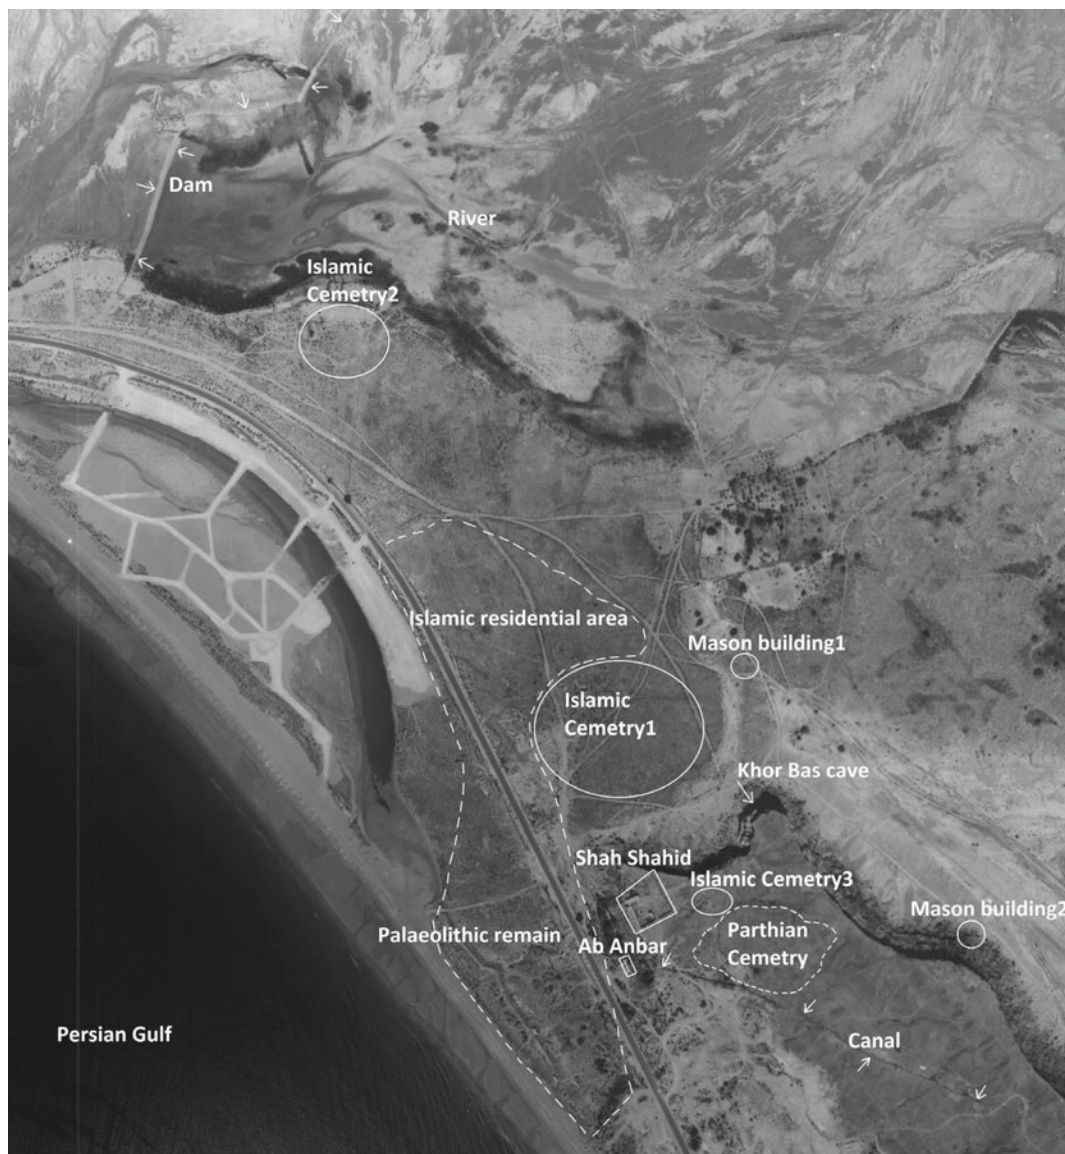 Dam
River
Islamic
Cemetry2
Islamic residential area
Mason building1
Islamic
Cemetry1
Khor Bas cave
Shah Shahid
Islamic Cemetry3
Mason building2
Parthian
Cemetry
Palaeolithic remain
Ab Anbar
Persian Gulf
Canal